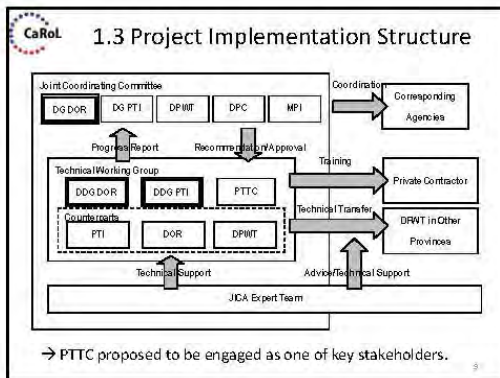 CaRoL
1.3 Project Implementation Structure
Joint Coordinating Committee
DG DOR
DG PTI
DPWT
DPC
MPI
Coordination
Corresponding
Agencies
Progress Report
Recommendation/Approval
Technical Working Group
DDG DOR
DDG PTI
PTTC
Training
Private Contractor
Counterparts
PTI
DOR
DPWT
Technical Transfer
DPWT in Other
Provinces
Technical Support
Advice/Technical Support
JICA Expert Team
→ PTTC proposed to be engaged as one of key stakeholders.
9